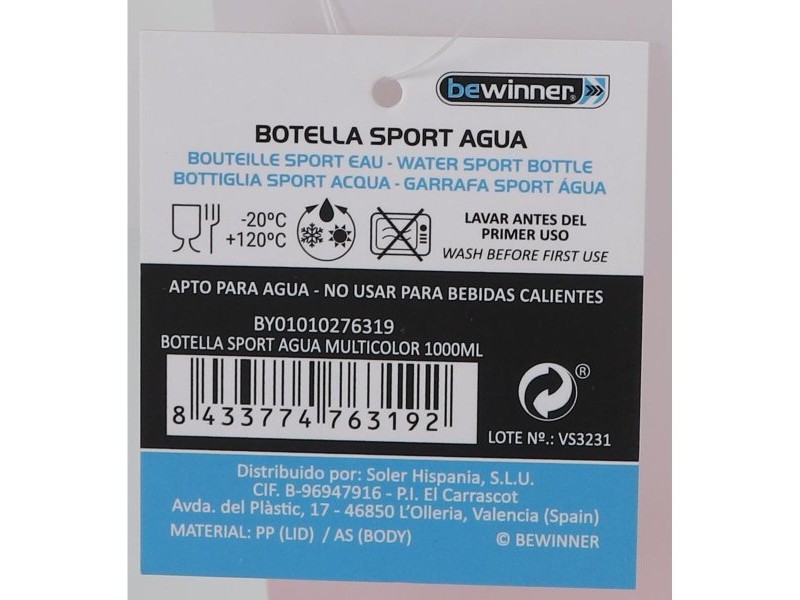 bewinner®
BOTELLA SPORT AGUA
BOUTEILLE SPORT EAU - WATER SPORT BOTTLE
BOTTIGLIA SPORT ACQUA - GARRAFA SPORT ÁGUA
-20ºC
+120ºC
LAVAR ANTES DEL
PRIMER USO
WASH BEFORE FIRST USE
APTO PARA AGUA - NO USAR PARA BEBIDAS CALIENTES
BY01010276319
BOTELLA SPORT AGUA MULTICOLOR 1000ML
8 433774 763192
®
LOTE Nº.: VS3231
Distribuido por: Soler Hispania, S.L.U.
CIF. B-96947916 - P.I. El Carrascot
Avda. del Plàstic, 17 - 46850 L'Olleria, Valencia (Spain)
MATERIAL: PP (LID) / AS (BODY) © BEWINNER